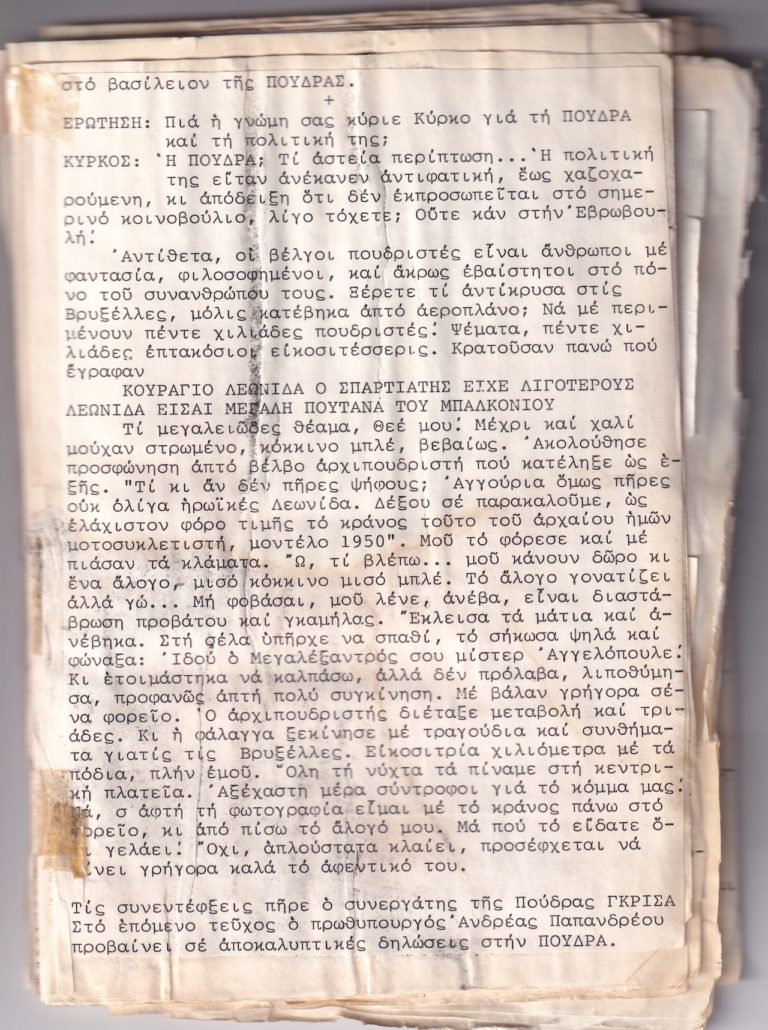 στό βασίλειον τῆς ΠΟΥΔΡΑΣ.
+
ΕΡΩΤΗΣΗ: Πιά ἡ γνώμη σας κύριε Κύρκο γιά τή ΠΟΥΔΡΑ
καί τή πολιτική της;
ΚΥΡΚΟΣ: Ἡ ΠΟΥΔΡΑ; Τί ἀστεία περίπτωση... Ἡ πολιτική
της εἴταν ἀνέκανεν ἀντιφατική, ἕως χαζοχα-
ρούμενη, κι ἀπόδειξη ὅτι δέν ἐκπροσωπεῖται στό σημε-
ρινό κοινοβούλιο, λίγο τόχετε; Οὔτε κάν στήν Ἐβρωβου-
λή!
Ἀντίθετα, οἱ βέλγοι πουδριστές εἶναι ἄνθρωποι μέ
φαντασία, φιλοσοφημένοι, καί ἄκρως ἐβαίστητοι στό πό-
νο τοῦ συνανθρώπου τους. Ξέρετε τί ἀντίκρυσα στίς
Βρυξέλλες, μόλις κατέβηκα ἀπτό ἀεροπλάνο; Νά μέ περι-
μένουν πέντε χιλιάδες πουδριστές! Ψέματα, πέντε χι-
λιάδες ἑπτακόσιοι εἰκοσιτέσσερις. Κρατοῦσαν πανώ πού
ἔγραφαν
ΚΟΥΡΑΓΙΟ ΛΕΩΝΙΔΑ Ο ΣΠΑΡΤΙΑΤΗΣ ΕΙΧΕ ΛΙΓΟΤΕΡΟΥΣ
ΛΕΩΝΙΔΑ ΕΙΣΑΙ ΜΕΓΑΛΗ ΠΟΥΤΑΝΑ ΤΟΥ ΜΠΑΛΚΟΝΙΟΥ
Τί μεγαλειῶδες θέαμα, Θεέ μου! Μέχρι καί χαλί
μούχαν στρωμένο, κόκκινο μπλέ, βεβαίως. Ἀκολούθησε
προσφώνηση ἀπτό βέλβο ἀρχιπουδριστή πού κατέληξε ὡς ἑ-
ξῆς. "Τί κι ἄν δέν πῆρες ψήφους; Ἀγγούρια ὅμως πῆρες
οὐκ ὀλίγα ἡρωϊκές Λεωνίδα. Δέξου σέ παρακαλοῦμε, ὡς
ἐλάχιστον φόρο τιμῆς τό κράνος τοῦτο τοῦ ἀρχαίου ἡμῶν
μοτοσυκλετιστή, μοντέλο 1950". Μοῦ τό φόρεσε καί μέ
πιάσαν τά κλάματα. Ὤ, τί βλέπω... μοῦ κάνουν δῶρο κι
ἕνα ἄλογο, μισό κόκκινο μισό μπλέ. Τό ἄλογο γονατίζει
ἀλλά γώ... Μή φοβάσαι, μοῦ λένε, ἀνέβα, εἶναι διαστά-
βρωση προβάτου καί γκαμήλας. Ἔκλεισα τά μάτια καί ἀ-
νέβηκα. Στή σέλα ὑπῆρχε να σπαθί, τό σήκωσα ψηλά καί
φώναξα: Ἰδού ὁ Μεγαλέξαντρός σου μίστερ Ἀγγελόπουλε!
Κι ἑτοιμάστηκα νά καλπάσω, ἀλλά δέν πρόλαβα, λιποθύμη-
σα, προφανῶς ἀπτή πολύ συγκίνηση. Μέ βάλαν γρήγορα σέ-
να φορεῖο. Ὁ ἀρχιπουδριστής διέταξε μεταβολή καί τρι-
άδες. Κι ἡ φάλαγγα ξεκίνησε μέ τραγούδια καί συνθήμα-
τα γιατίς τίς Βρυξέλλες. Εἰκοσιτρία χιλιόμετρα μέ τά
πόδια, πλήν ἐμοῦ. Ὅλη τή νύχτα τά πίναμε στή κεντρι-
κή πλατεῖα. Ἀξέχαστη μέρα σύντροφοι γιά τό κόμμα μας!
Νά, σ ἀφτή τή φωτογραφία εἶμαι μέ τό κράνος πάνω στό
φορεῖο, κι ἀπό πίσω τό ἄλογό μου. Μά πού τό εἴδατε ὅ-
τι γελάει! Ὄχι, ἁπλούστατα κλαίει, προσέφχεται νά
γίνει γρήγορα καλά τό ἀφεντικό του.
Τίς συνεντέφξεις πῆρε ὁ συνεργάτης τῆς Πούδρας ΓΚΡΙΣΑ
Στό ἑπόμενο τεῦχος ὁ πρωθυπουργός Ἀνδρέας Παπανδρέου
προβαίνει σέ ἀποκαλυπτικές δηλώσεις στήν ΠΟΥΔΡΑ.